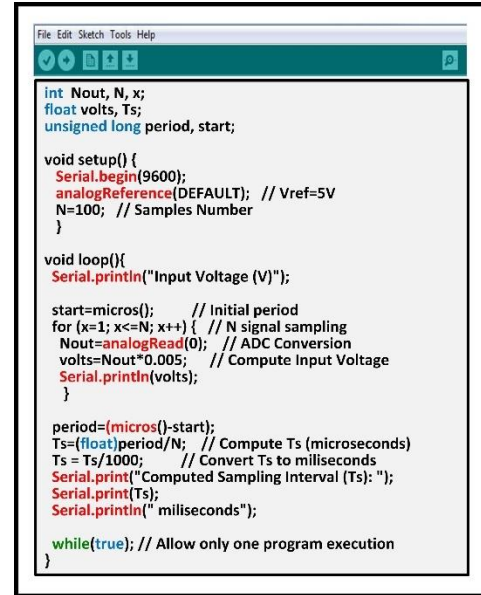 File Edit Sketch Tools Help
int Nout, N, x;
float volts, Ts;
unsigned long period, start;
void setup() {
Serial.begin(9600);
analogReference(DEFAULT); // Vref=5V
N=100; // Samples Number
}
void loop(){
Serial.println("Input Voltage (V)");
start=micros(); // Initial period
for (x=1; x<=N; x++) { // N signal sampling
Nout=analogRead(0); // ADC Conversion
volts=Nout*0.005; // Compute Input Voltage
Serial.println(volts);
}
period=(micros()-start);
Ts=(float)period/N; // Compute Ts (microseconds)
Ts = Ts/1000; // Convert Ts to miliseconds
Serial.print("Computed Sampling Interval (Ts): ");
Serial.print(Ts);
Serial.println(" miliseconds");
while(true); // Allow only one program execution
}